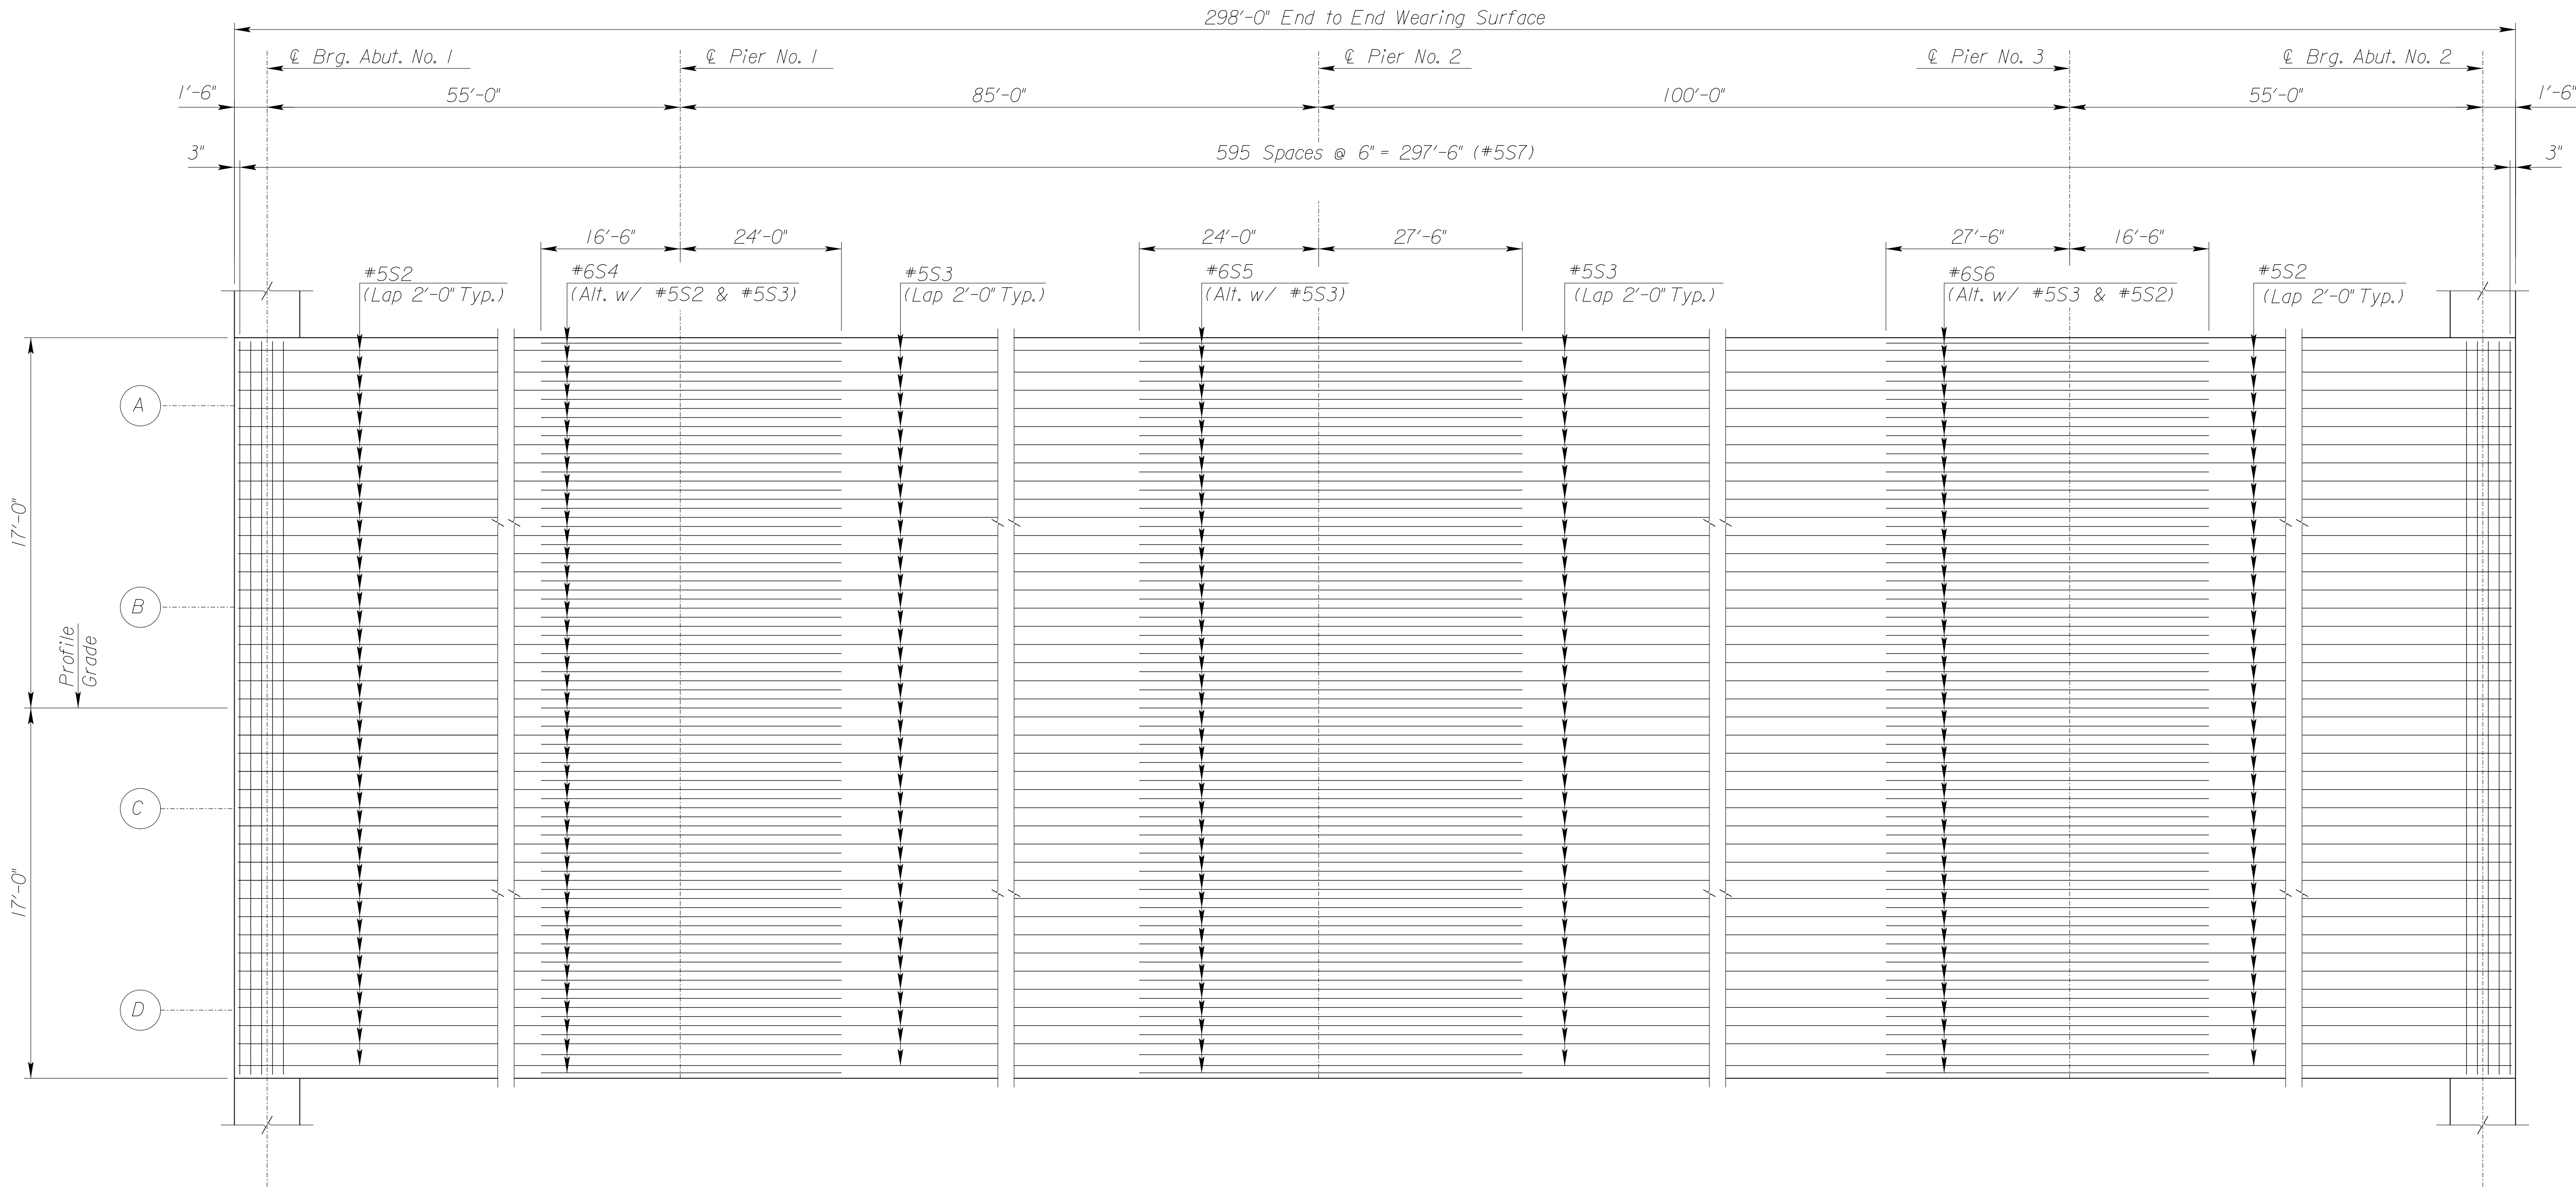 298'-0" End to End Wearing Surface
℄ Brg. Abut. No. 1
℄ Pier No. 1
℄ Pier No. 2
℄ Pier No. 3
℄ Brg. Abut. No. 2
1'-6"
55'-0"
85'-0"
100'-0"
55'-0"
1'-6"
3"
595 Spaces @ 6" = 297'-6" (#5S7)
3"
16'-6"
24'-0"
24'-0"
27'-6"
27'-6"
16'-6"
#5S2
(Lap 2'-0" Typ.)
#6S4
(Alt. w/ #5S2 & #5S3)
#5S3
(Lap 2'-0" Typ.)
#6S5
(Alt. w/ #5S3)
#5S3
(Lap 2'-0" Typ.)
#6S6
(Alt. w/ #5S3 & #5S2)
#5S2
(Lap 2'-0" Typ.)
A
17'-0"
B
Profile
Grade
C
17'-0"
D